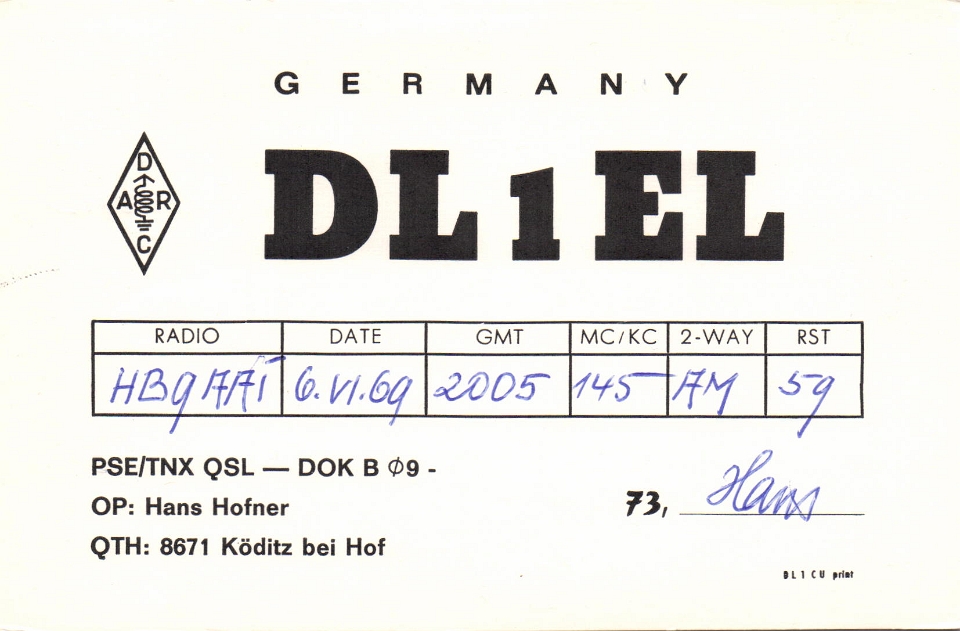 GERMANY
D
A R
C
DL1EL
RADIO DATE GMT MC/KC 2-WAY RST
HB9AAI 6.VI.69 2005 145 AM 59
PSE/TNX QSL — DOK B Ø9 -
OP: Hans Hofner
73, Hans
QTH: 8671 Köditz bei Hof
DL1CU print